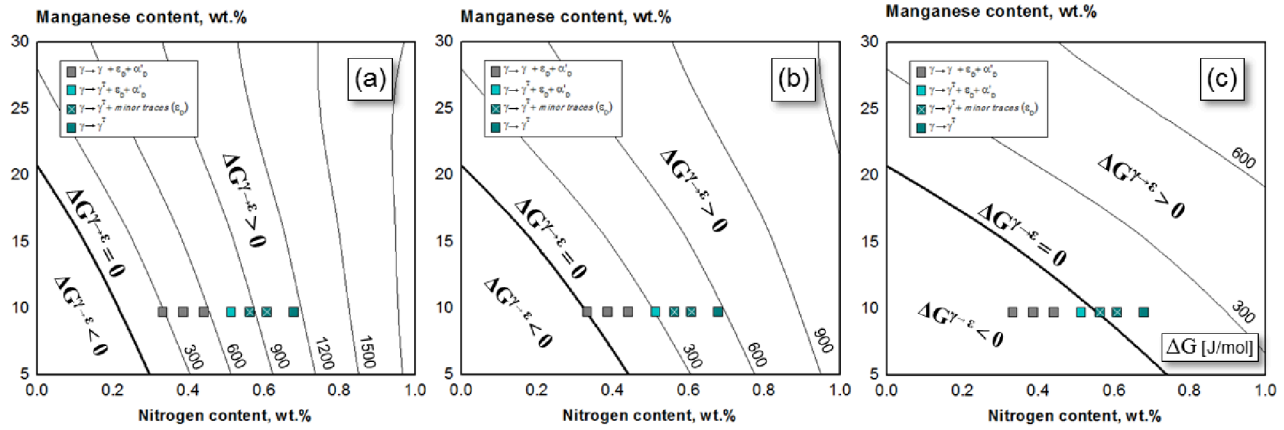 Manganese content, wt.%
30
25
20
15
10
5
0.0 0.2 0.4 0.6 0.8 1.0
Nitrogen content, wt.%
(a)
γ→ γ + ε_D + α'_D
γ→ γ^T + ε_D + α'_D
γ→ γ^T + minor traces (ε_D)
γ→ γ^T
ΔG^γ→ε < 0
ΔG^γ→ε = 0
ΔG^γ→ε > 0
300
600
900
1200
1500
Manganese content, wt.%
30
25
20
15
10
5
0.0 0.2 0.4 0.6 0.8 1.0
Nitrogen content, wt.%
(b)
γ→ γ + ε_D + α'_D
γ→ γ^T + ε_D + α'_D
γ→ γ^T + minor traces (ε_D)
γ→ γ^T
ΔG^γ→ε < 0
ΔG^γ→ε = 0
ΔG^γ→ε > 0
300
600
900
Manganese content, wt.%
30
25
20
15
10
5
0.0 0.2 0.4 0.6 0.8 1.0
Nitrogen content, wt.%
(c)
γ→ γ + ε_D + α'_D
γ→ γ^T + ε_D + α'_D
γ→ γ^T + minor traces (ε_D)
γ→ γ^T
ΔG^γ→ε < 0
ΔG^γ→ε = 0
ΔG^γ→ε > 0
300
600
ΔG [J/mol]